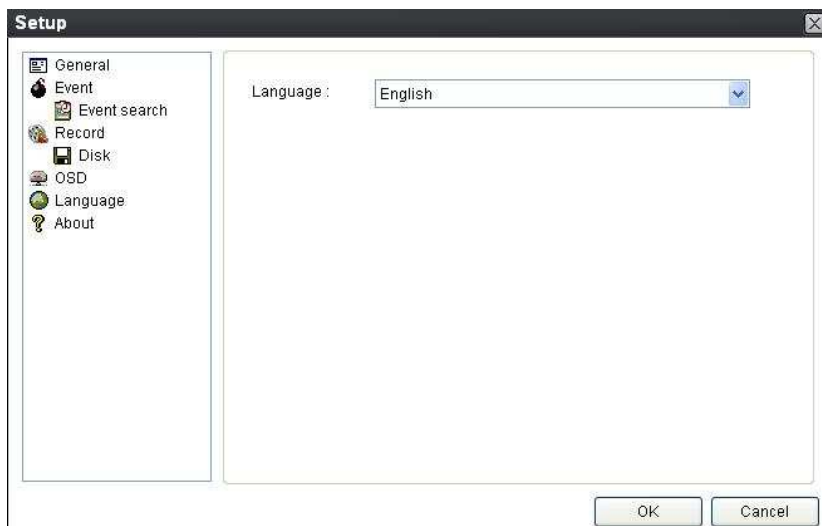 Setup
General
Event
Event search
Record
Disk
OSD
Language
About
Language :
English
OK
Cancel